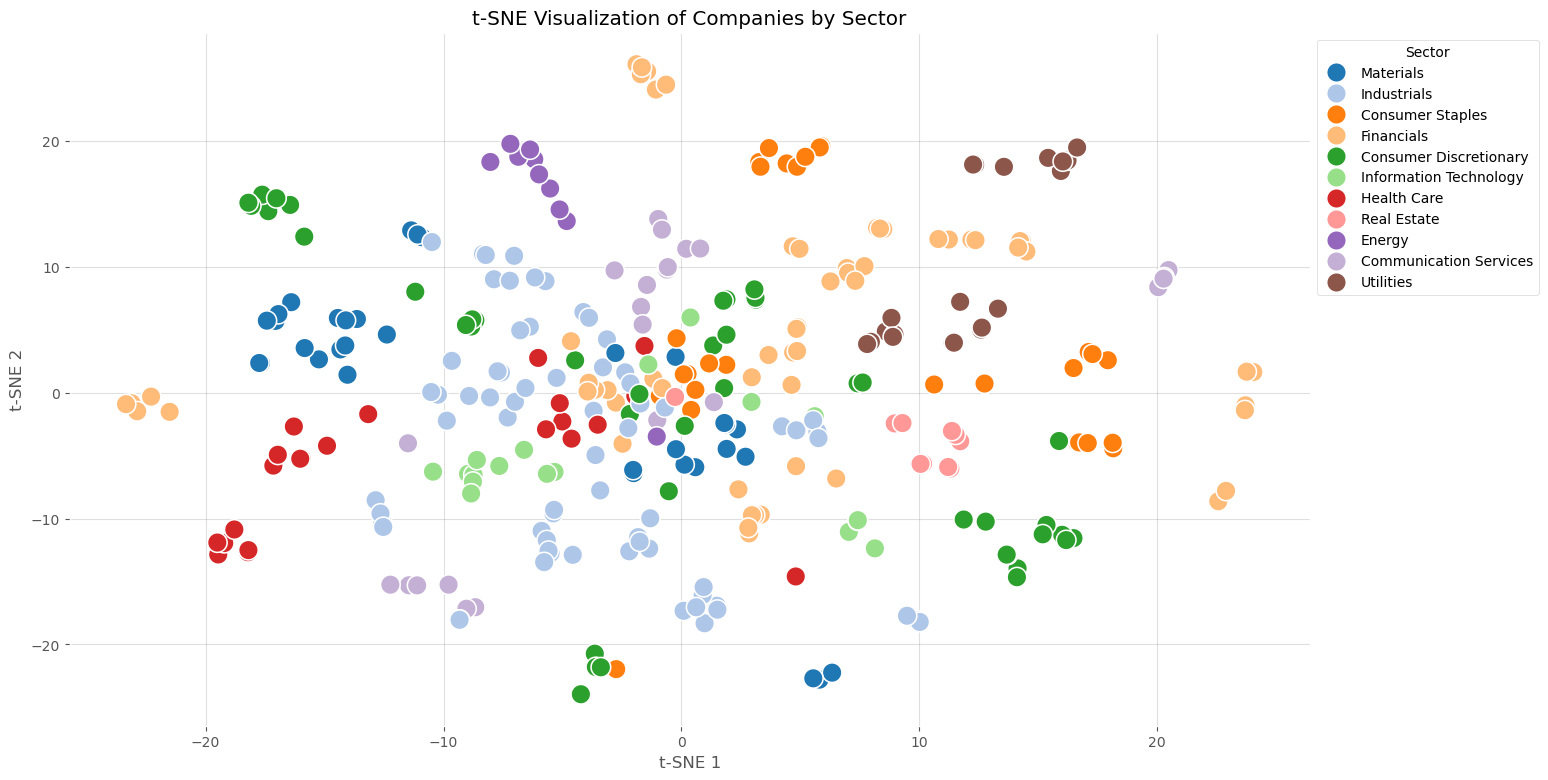 t-SNE Visualization of Companies by Sector
Sector
Materials
Industrials
Consumer Staples
Financials
Consumer Discretionary
Information Technology
Health Care
Real Estate
Energy
Communication Services
Utilities
t-SNE 2
20
10
0
−10
−20
−20
−10
0
10
20
t-SNE 1